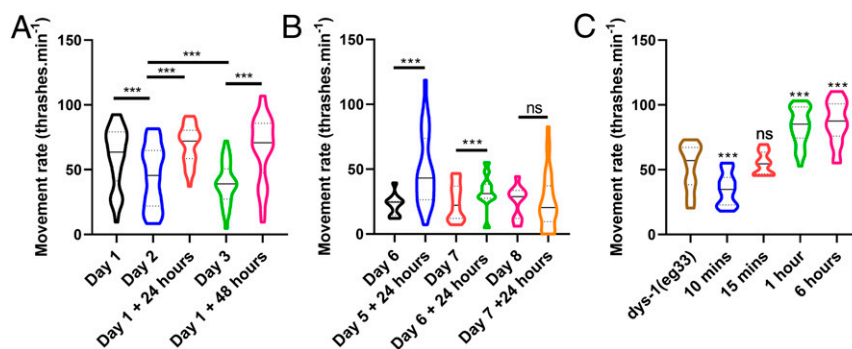 A
Movement rate (thrashes.min-1)
150
100
50
0
***
***
***
***
Day 1
Day 2
Day 1 + 24 hours
Day 3
Day 1 + 48 hours
B
Movement rate (thrashes.min-1)
150
100
50
0
***
***
ns
Day 6
Day 5 + 24 hours
Day 7
Day 6 + 24 hours
Day 8
Day 7 +24 hours
C
Movement rate (thrashes.min-1)
150
100
50
0
***
ns
***
***
dys-1(eg33)
10 mins
15 mins
1 hour
6 hours